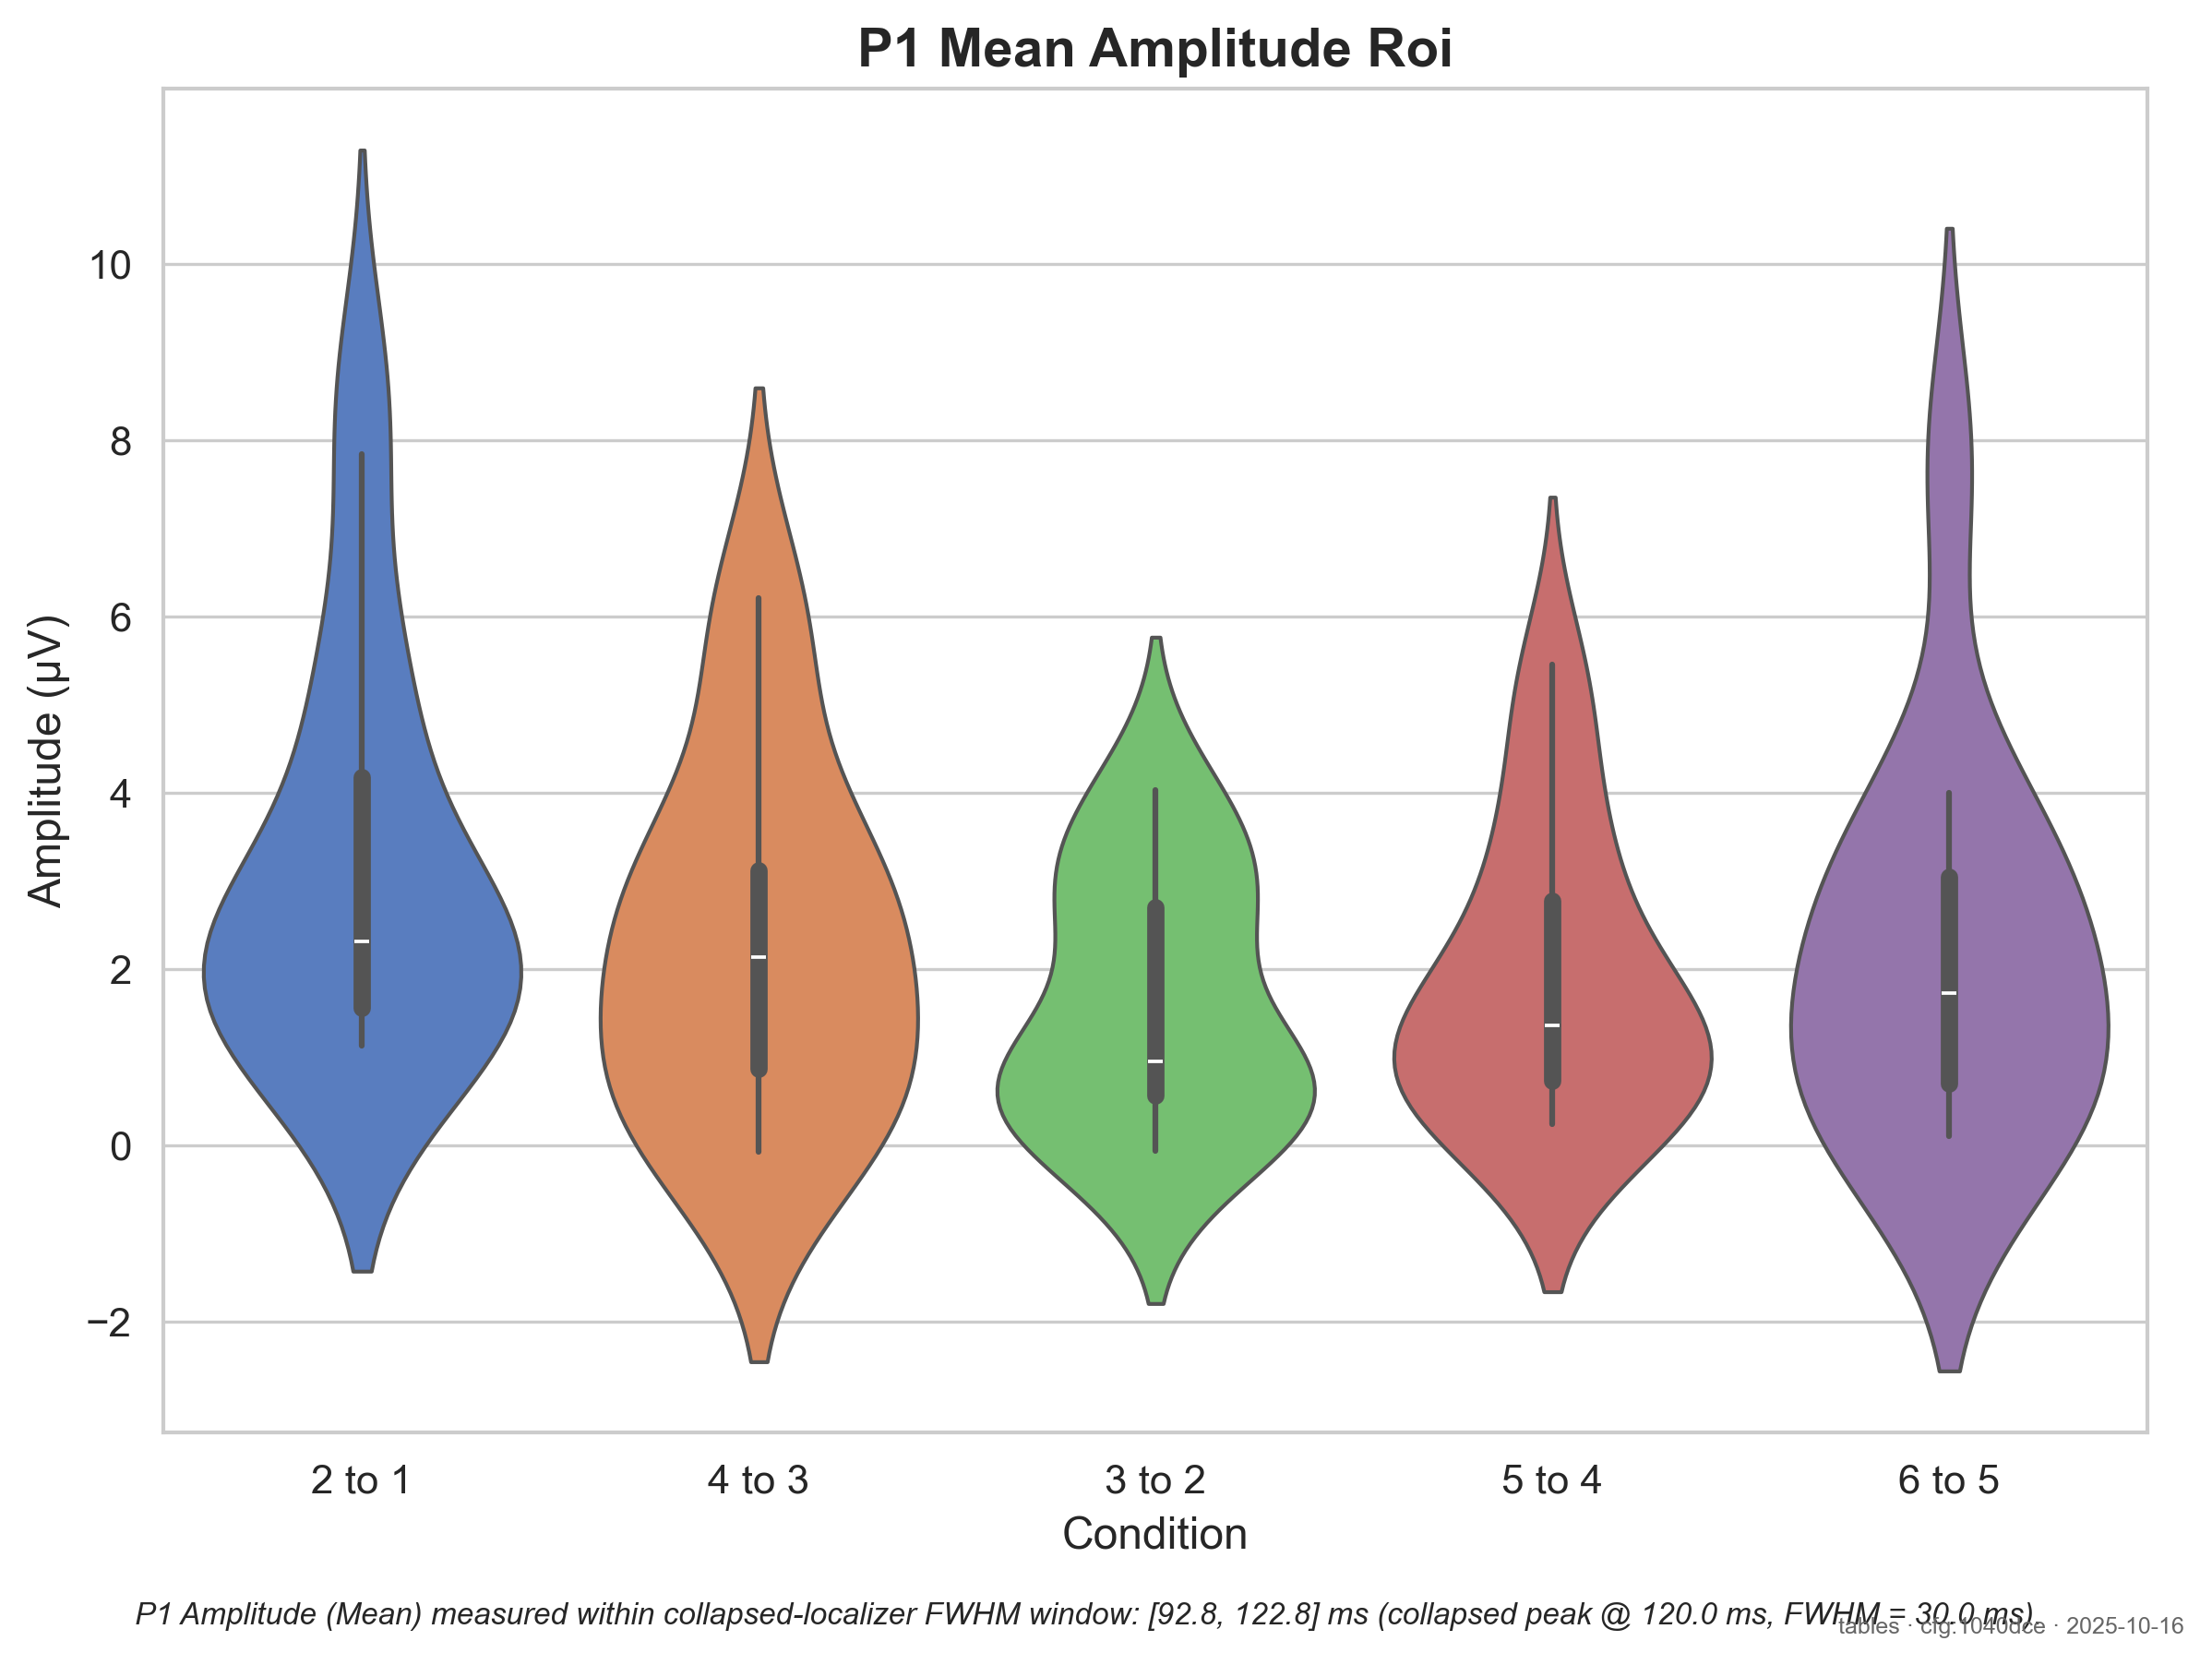 P1 Mean Amplitude Roi
Amplitude (µV)
10
8
6
4
2
0
−2
2 to 1
4 to 3
3 to 2
5 to 4
6 to 5
Condition
P1 Amplitude (Mean) measured within collapsed-localizer FWHM window: [92.8, 122.8] ms (collapsed peak @ 120.0 ms, FWHM = 30.0 ms).
tables · cfg:1040dce · 2025-10-16